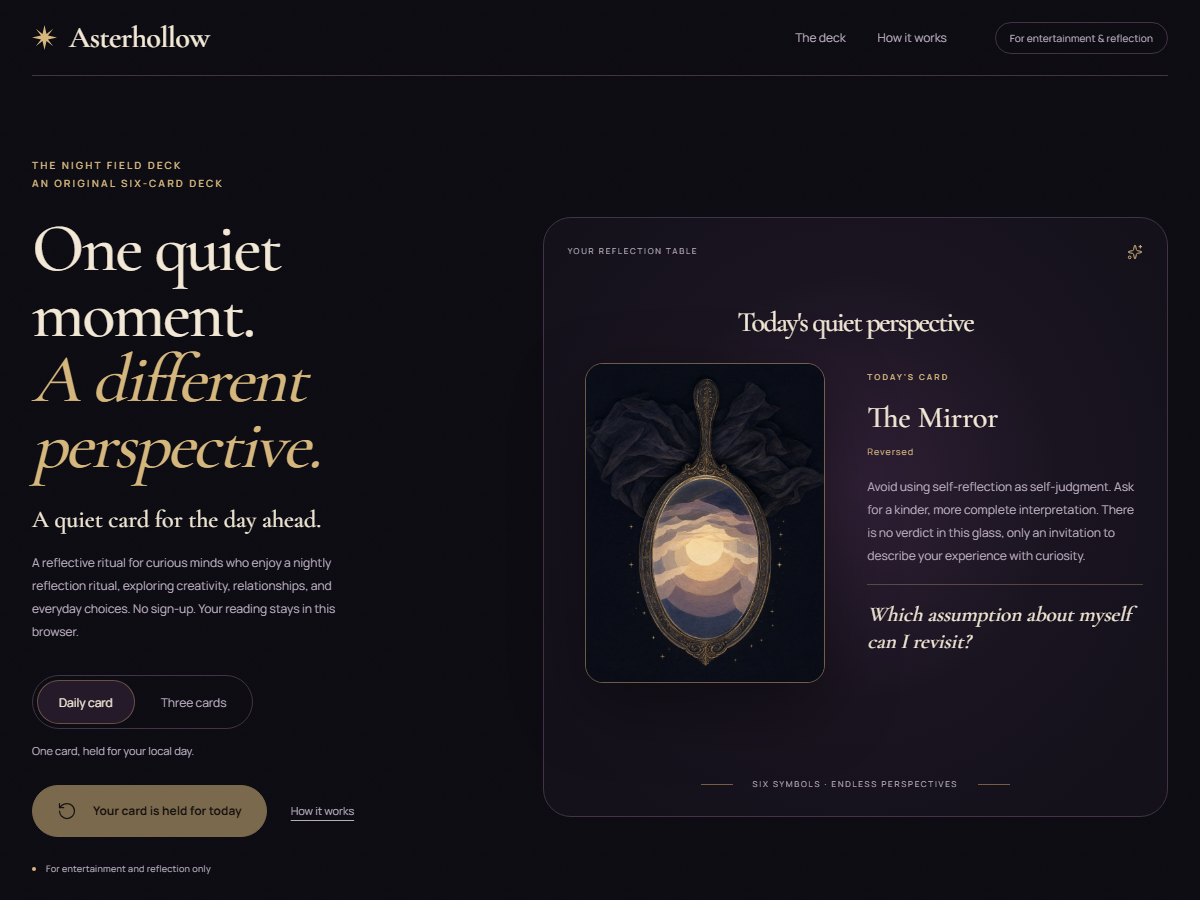 Asterhollow
The deck
How it works
For entertainment & reflection
THE NIGHT FIELD DECK
AN ORIGINAL SIX-CARD DECK
One quiet
moment.
A different
perspective.
A quiet card for the day ahead.
A reflective ritual for curious minds who enjoy a nightly
reflection ritual, exploring creativity, relationships, and
everyday choices. No sign-up. Your reading stays in this
browser.
Daily card
Three cards
One card, held for your local day.
Your card is held for today
How it works
For entertainment and reflection only
YOUR REFLECTION TABLE
Today's quiet perspective
TODAY'S CARD
The Mirror
Reversed
Avoid using self-reflection as self-judgment. Ask
for a kinder, more complete interpretation. There
is no verdict in this glass, only an invitation to
describe your experience with curiosity.
Which assumption about myself
can I revisit?
SIX SYMBOLS · ENDLESS PERSPECTIVES